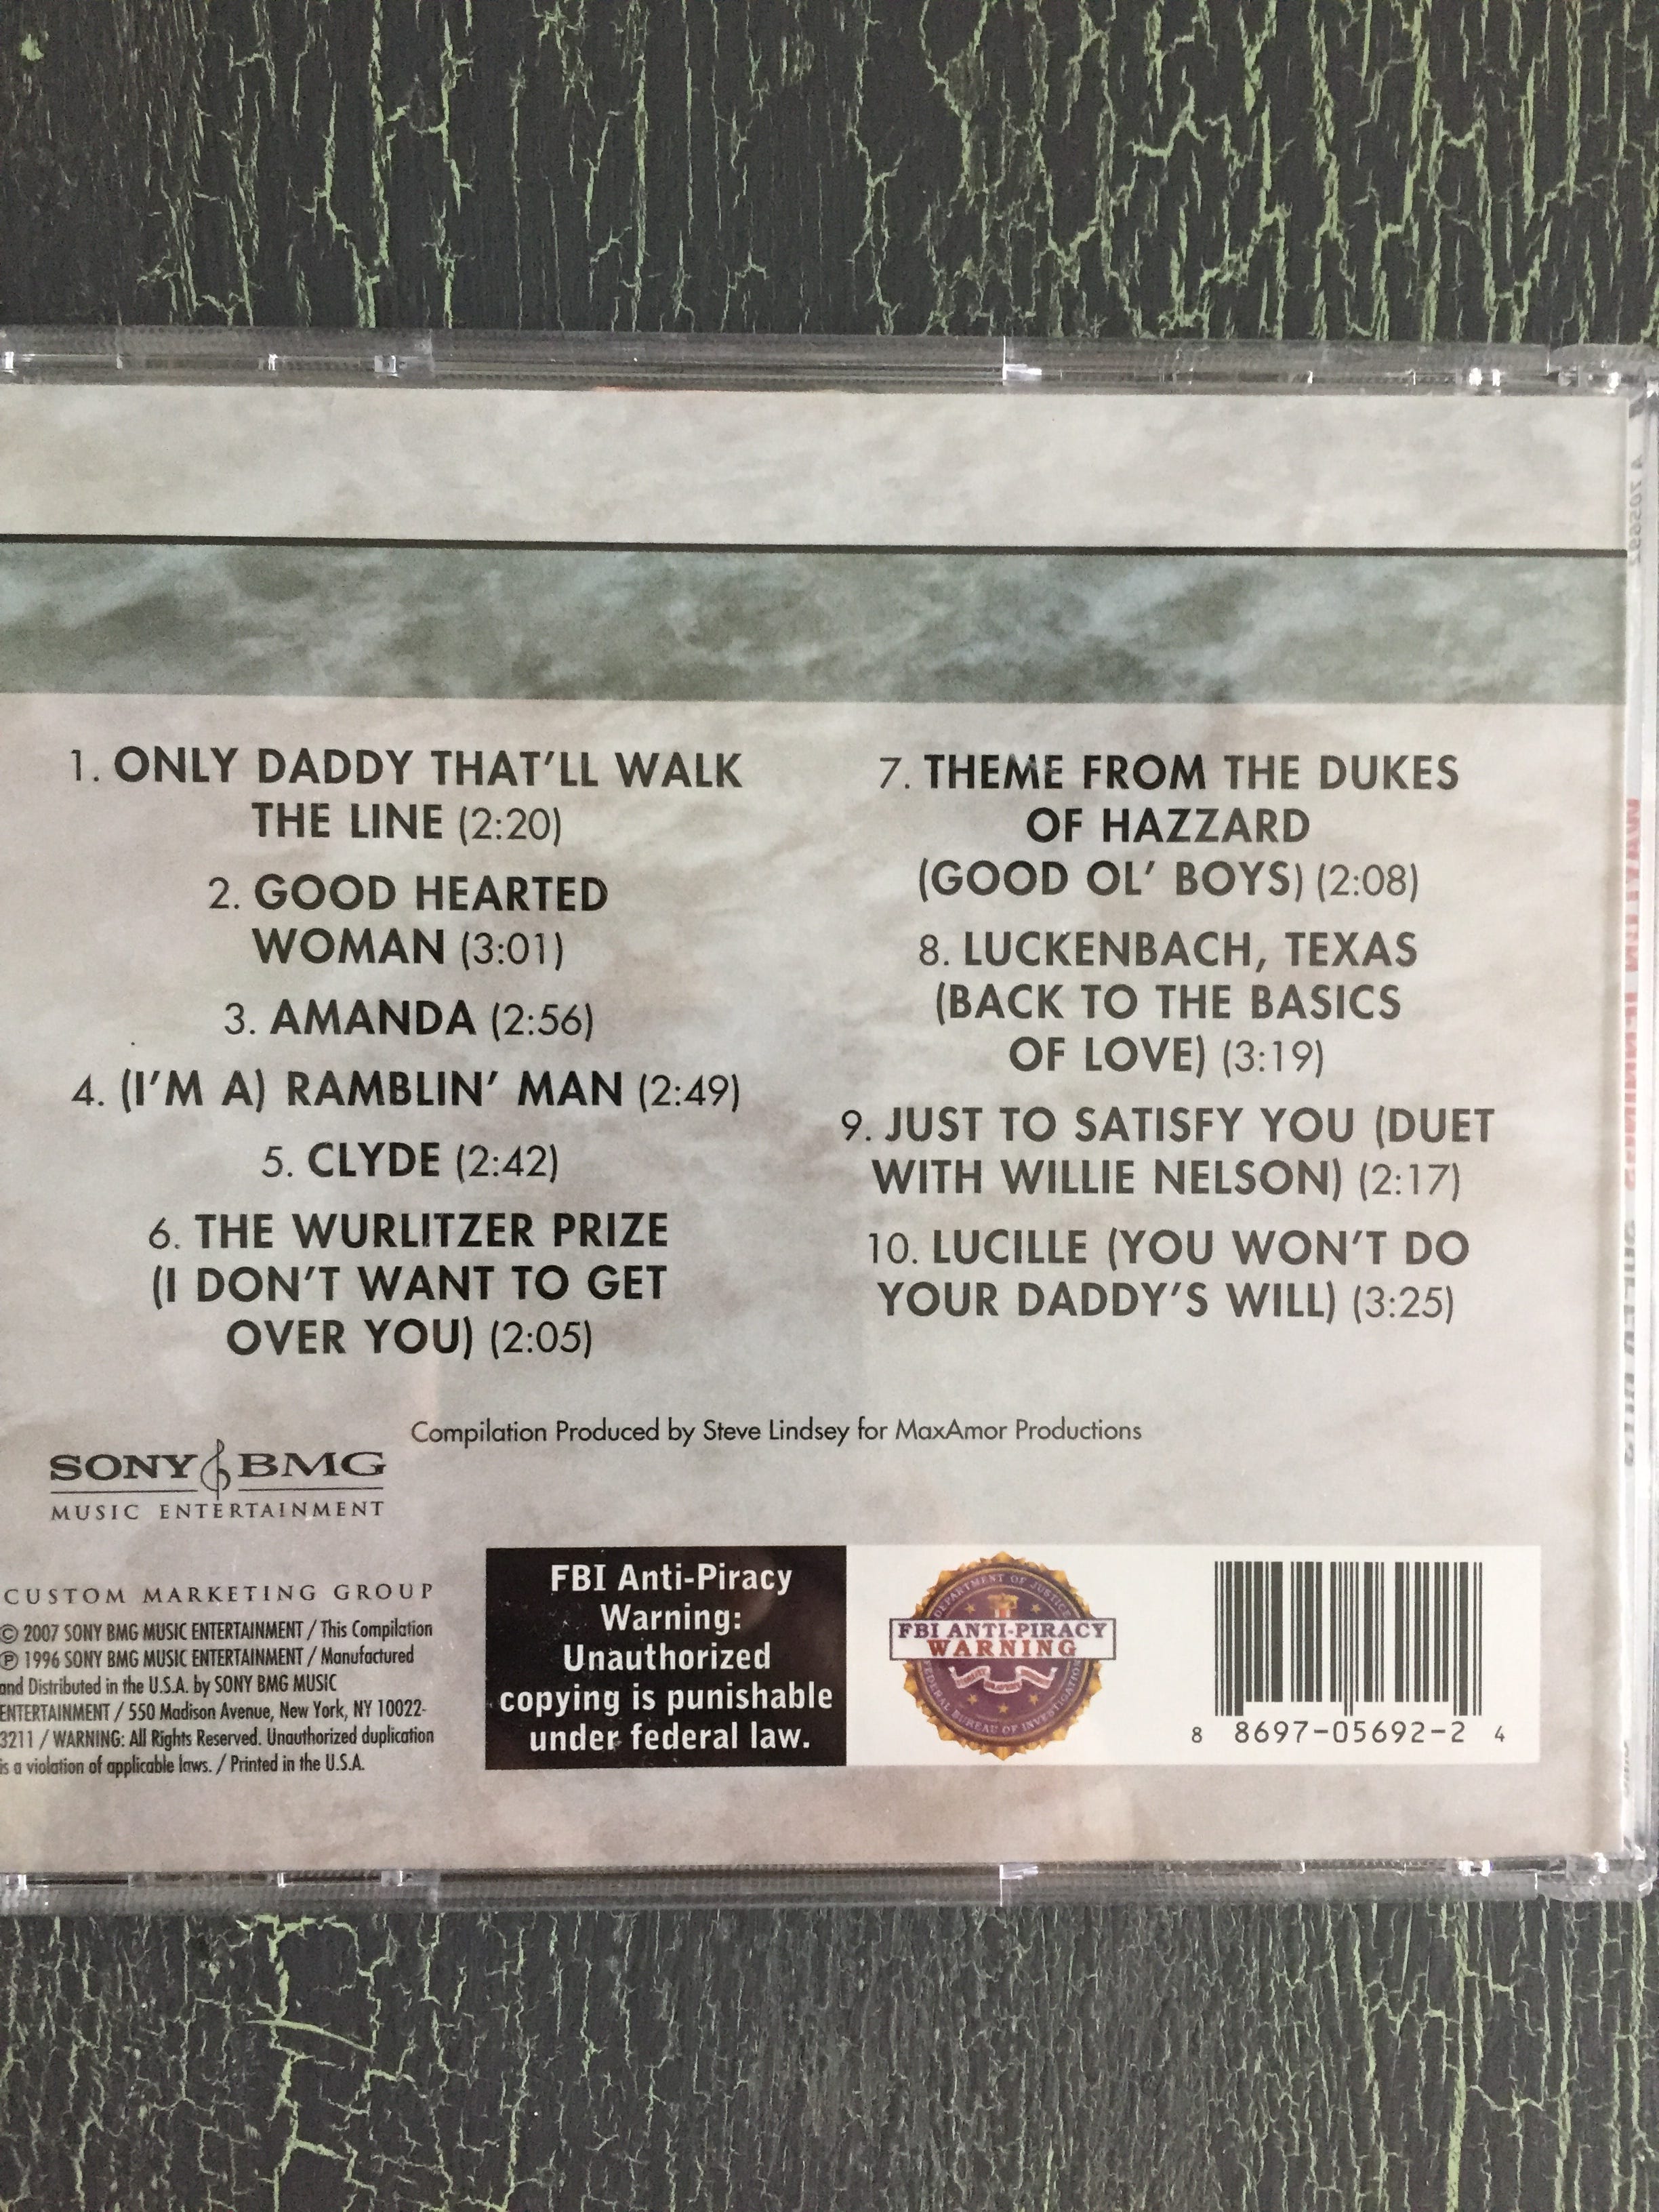 1. ONLY DADDY THAT'LL WALK
THE LINE (2:20)
2. GOOD HEARTED
WOMAN (3:01)
3. AMANDA (2:56)
4. (I'M A) RAMBLIN' MAN (2:49)
5. CLYDE (2:42)
6. THE WURLITZER PRIZE
(I DON'T WANT TO GET
OVER YOU) (2:05)
7. THEME FROM THE DUKES
OF HAZZARD
(GOOD OL' BOYS) (2:08)
8. LUCKENBACH, TEXAS
(BACK TO THE BASICS
OF LOVE) (3:19)
9. JUST TO SATISFY YOU (DUET
WITH WILLIE NELSON) (2:17)
10. LUCILLE (YOU WON'T DO
YOUR DADDY'S WILL) (3:25)
Compilation Produced by Steve Lindsey for MaxAmor Productions
SONY BMG
MUSIC ENTERTAINMENT
CUSTOM MARKETING GROUP
© 2007 SONY BMG MUSIC ENTERTAINMENT / This Compilation
℗ 1996 SONY BMG MUSIC ENTERTAINMENT / Manufactured
and Distributed in the U.S.A. by SONY BMG MUSIC
ENTERTAINMENT / 550 Madison Avenue, New York, NY 10022-
3211 / WARNING: All Rights Reserved. Unauthorized duplication
is a violation of applicable laws. / Printed in the U.S.A.
FBI Anti-Piracy
Warning:
Unauthorized
copying is punishable
under federal law.
DEPARTMENT OF JUSTICE
FBI ANTI-PIRACY
WARNING
FEDERAL BUREAU OF INVESTIGATION
8 8697-05692-2 4